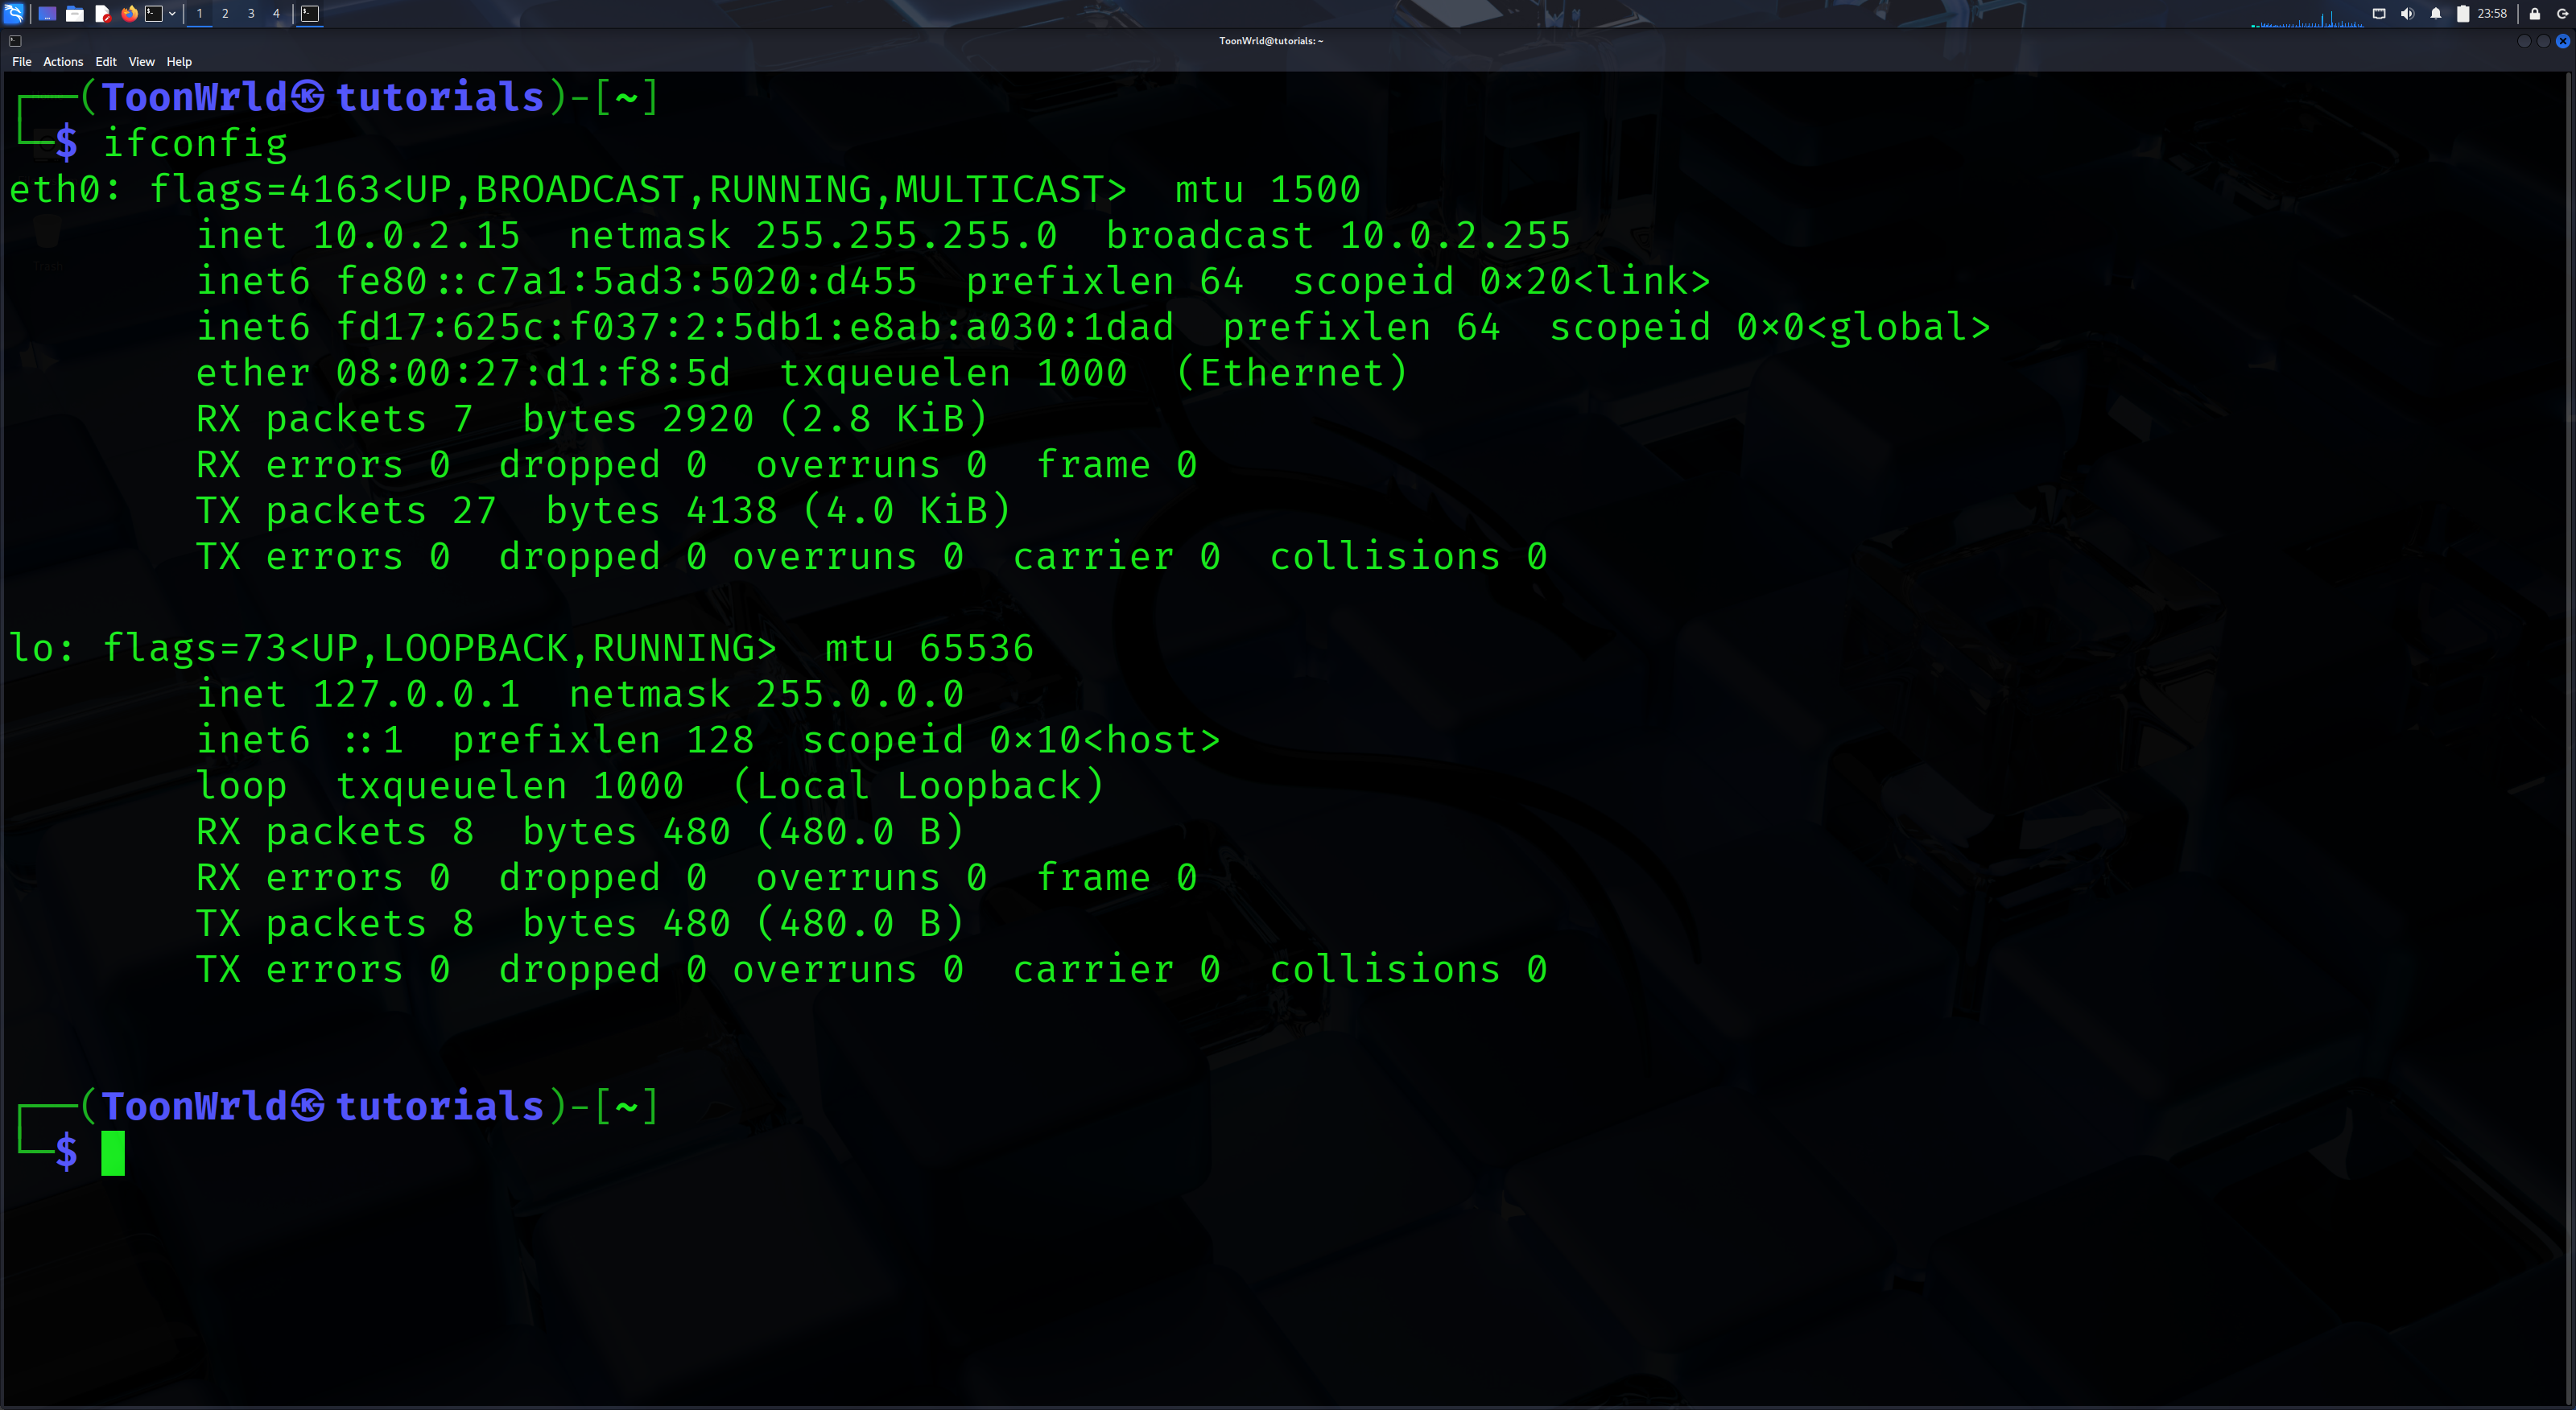 1 2 3 4 23:58
ToonWrld@tutorials: ~
File Actions Edit View Help
┌──(ToonWrld㉿tutorials)-[~]
└─$ ifconfig
eth0: flags=4163<UP,BROADCAST,RUNNING,MULTICAST>  mtu 1500
        inet 10.0.2.15  netmask 255.255.255.0  broadcast 10.0.2.255
        inet6 fe80::c7a1:5ad3:5020:d455  prefixlen 64  scopeid 0×20<link>
        inet6 fd17:625c:f037:2:5db1:e8ab:a030:1dad  prefixlen 64  scopeid 0×0<global>
        ether 08:00:27:d1:f8:5d  txqueuelen 1000  (Ethernet)
        RX packets 7  bytes 2920 (2.8 KiB)
        RX errors 0  dropped 0  overruns 0  frame 0
        TX packets 27  bytes 4138 (4.0 KiB)
        TX errors 0  dropped 0 overruns 0  carrier 0  collisions 0
lo: flags=73<UP,LOOPBACK,RUNNING>  mtu 65536
        inet 127.0.0.1  netmask 255.0.0.0
        inet6 ::1  prefixlen 128  scopeid 0×10<host>
        loop  txqueuelen 1000  (Local Loopback)
        RX packets 8  bytes 480 (480.0 B)
        RX errors 0  dropped 0  overruns 0  frame 0
        TX packets 8  bytes 480 (480.0 B)
        TX errors 0  dropped 0 overruns 0  carrier 0  collisions 0
┌──(ToonWrld㉿tutorials)-[~]
└─$